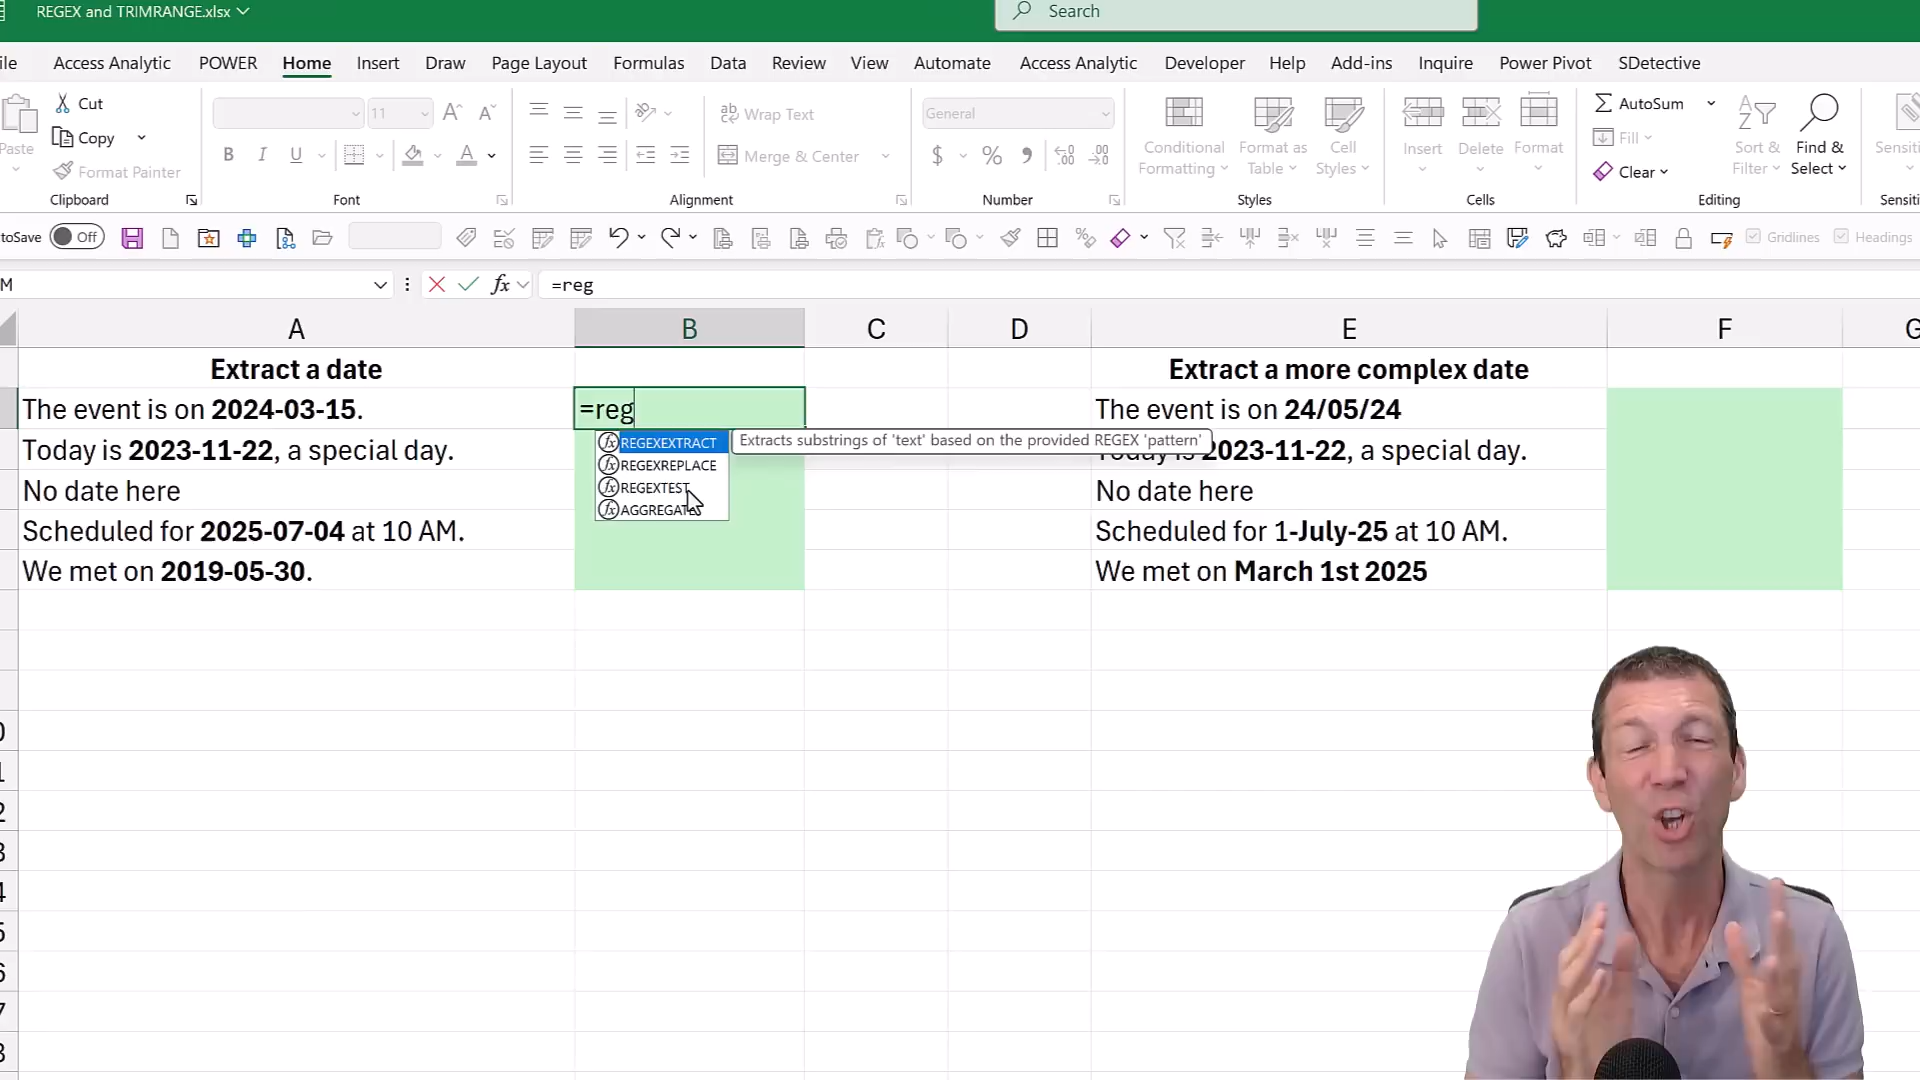 REGEX and TRIMRANGE.xlsx
Search
Access Analytic POWER Home Insert Draw Page Layout Formulas Data Review View Automate Access Analytic Developer Help Add-ins Inquire Power Pivot SDetective
Paste
Cut
Copy
Format Painter
Clipboard
11
B I U
Font
Wrap Text
Merge & Center
Alignment
General
$ % 
Number
Conditional Formatting
Format as Table
Cell Styles
Styles
Insert
Delete
Format
Cells
AutoSum
Fill
Clear
Sort & Filter
Find & Select
Editing
Off
Gridlines
Headings
fx =reg
A B C D E F G
Extract a date
Extract a more complex date
The event is on 2024-03-15.
=reg
The event is on 24/05/24
REGEXEXTRACT
Extracts substrings of 'text' based on the provided REGEX 'pattern'
REGEXREPLACE
REGEXTEST
AGGREGATE
Today is 2023-11-22, a special day.
Today is 2023-11-22, a special day.
No date here
No date here
Scheduled for 2025-07-04 at 10 AM.
Scheduled for 1-July-25 at 10 AM.
We met on 2019-05-30.
We met on March 1st 2025